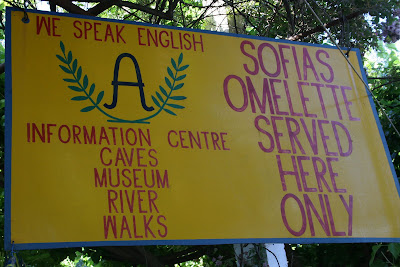 WE SPEAK ENGLISH
A
INFORMATION CENTRE
CAVES
MUSEUM
RIVER
WALKS
SOFIAS
OMELETTE
SERVED
HERE
ONLY